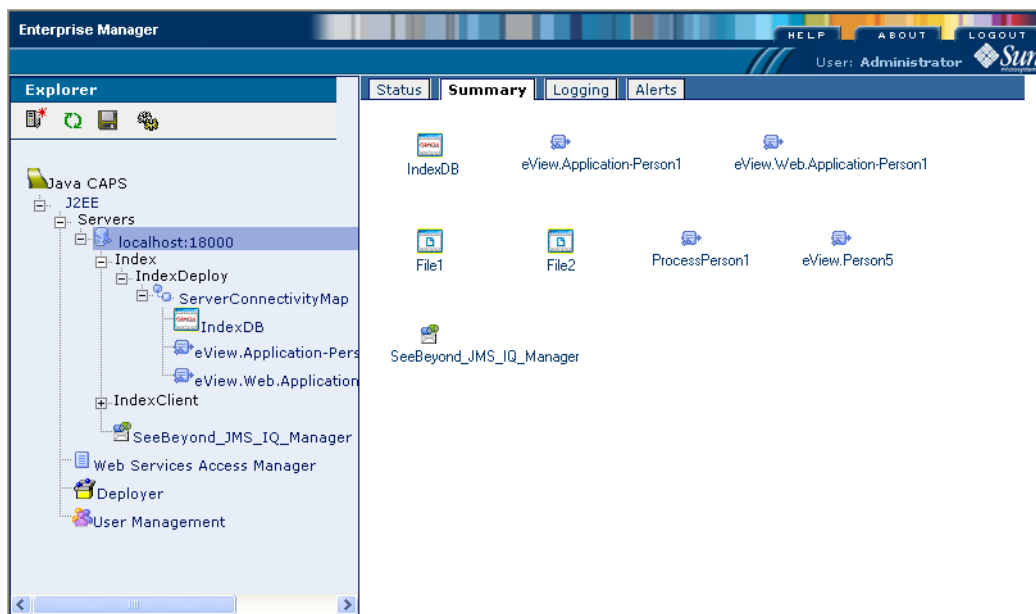 Enterprise Manager
HELP ABOUT LOGOUT
User: Administrator
Sun
microsystems
Explorer
Status Summary Logging Alerts
Java CAPS
J2EE
Servers
localhost:18000
Index
IndexDeploy
ServerConnectivityMap
IndexDB
eView.Application-Pers
eView.Web.Application
IndexClient
SeeBeyond_JMS_IQ_Manager
Web Services Access Manager
Deployer
User Management
IndexDB eView.Application-Person1 eView.Web.Application-Person1
File1 File2 ProcessPerson1 eView.Person5
SeeBeyond_JMS_IQ_Manager